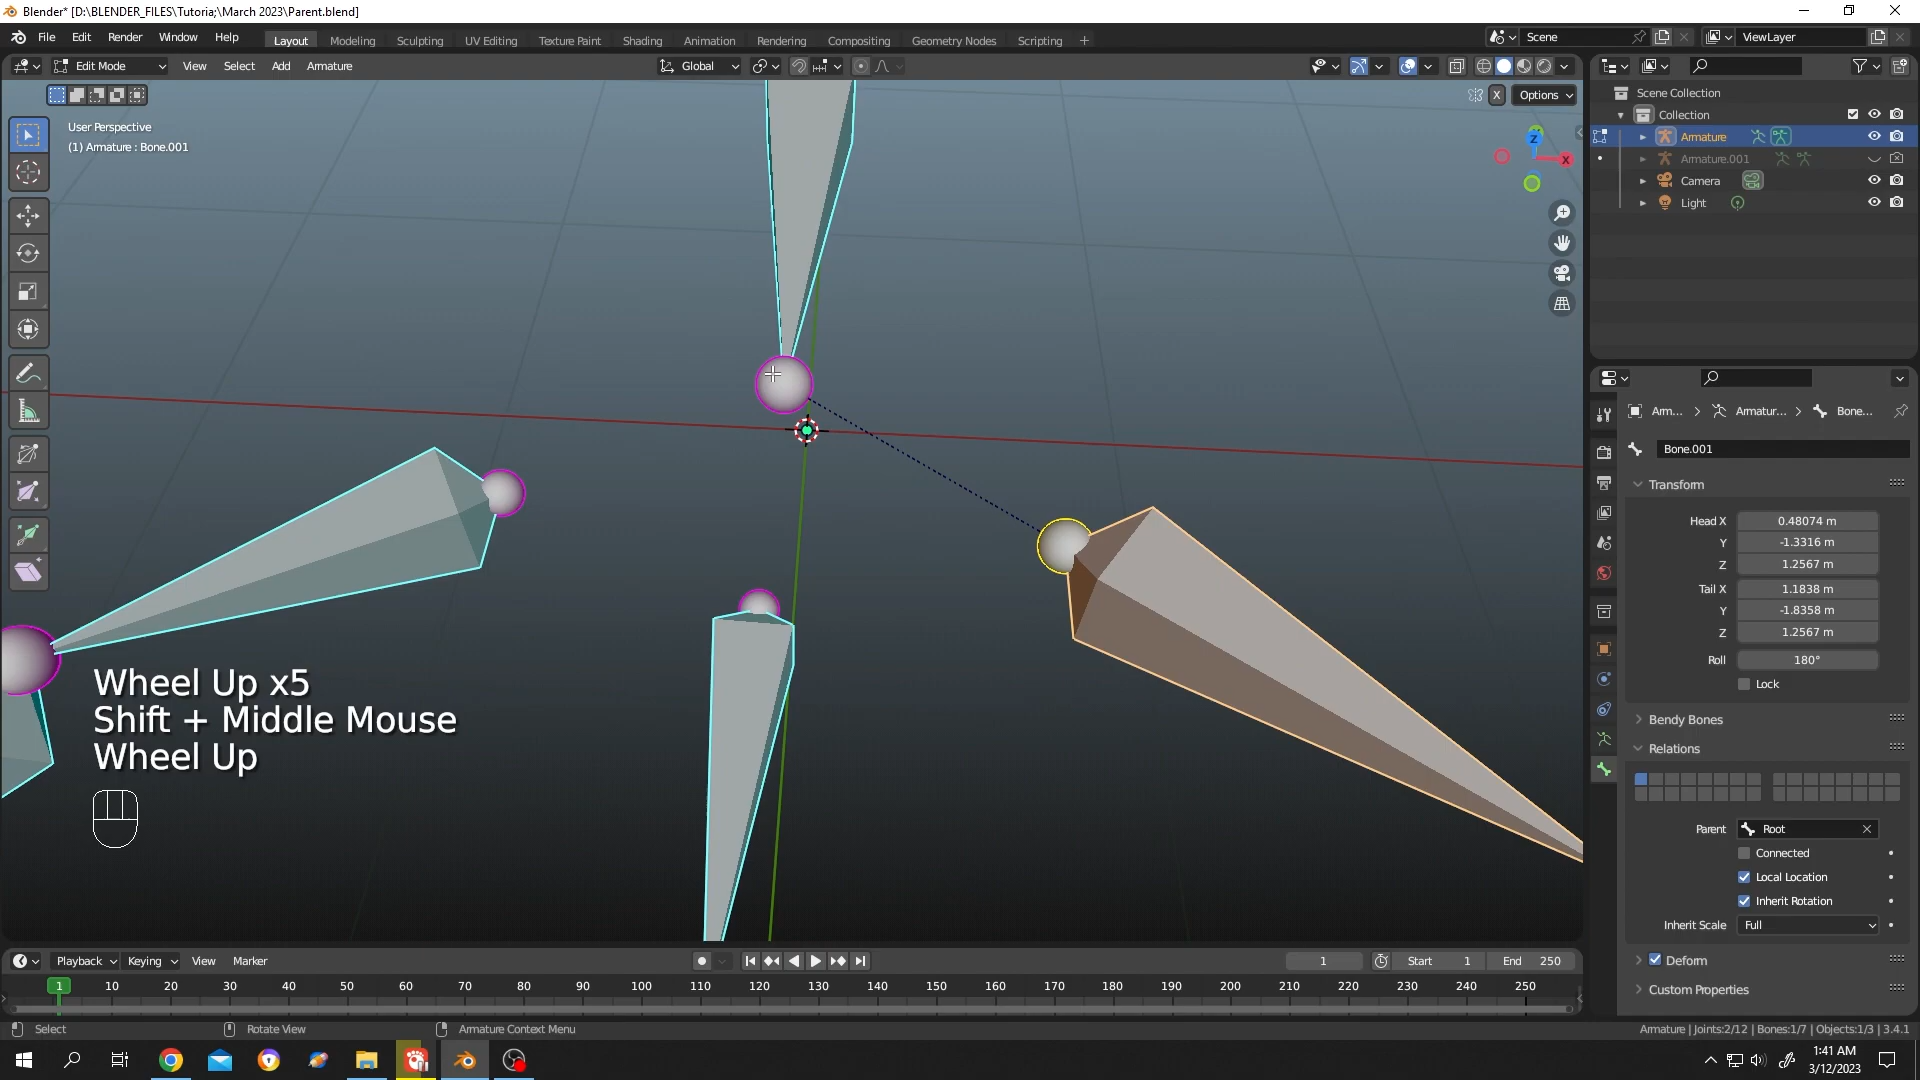 Blender* [D:\BLENDER_FILES\Tutoria;\March 2023\Parent.blend]
File Edit Render Window Help Layout Modeling Sculpting UV Editing Texture Paint Shading Animation Rendering Compositing Geometry Nodes Scripting + Scene ViewLayer
Edit Mode View Select Add Armature Global
X Options
User Perspective
(1) Armature : Bone.001
Z
X
Scene Collection
Collection
Armature
Armature.001
Camera
Light
Arm... > Armatur... > Bone...
Bone.001
Transform
Head X 0.48074 m
Y -1.3316 m
Z 1.2567 m
Tail X 1.1838 m
Y -1.8358 m
Z 1.2567 m
Roll 180°
Lock
Bendy Bones
Relations
Parent Root
Connected
Local Location
Inherit Rotation
Inherit Scale Full
Deform
Custom Properties
Wheel Up x5
Shift + Middle Mouse
Wheel Up
Playback Keying View Marker 1 Start 1 End 250
1 10 20 30 40 50 60 70 80 90 100 110 120 130 140 150 160 170 180 190 200 210 220 230 240 250
Select Rotate View Armature Context Menu Armature | Joints:2/12 | Bones:1/7 | Objects:1/3 | 3.4.1
1:41 AM
3/12/2023